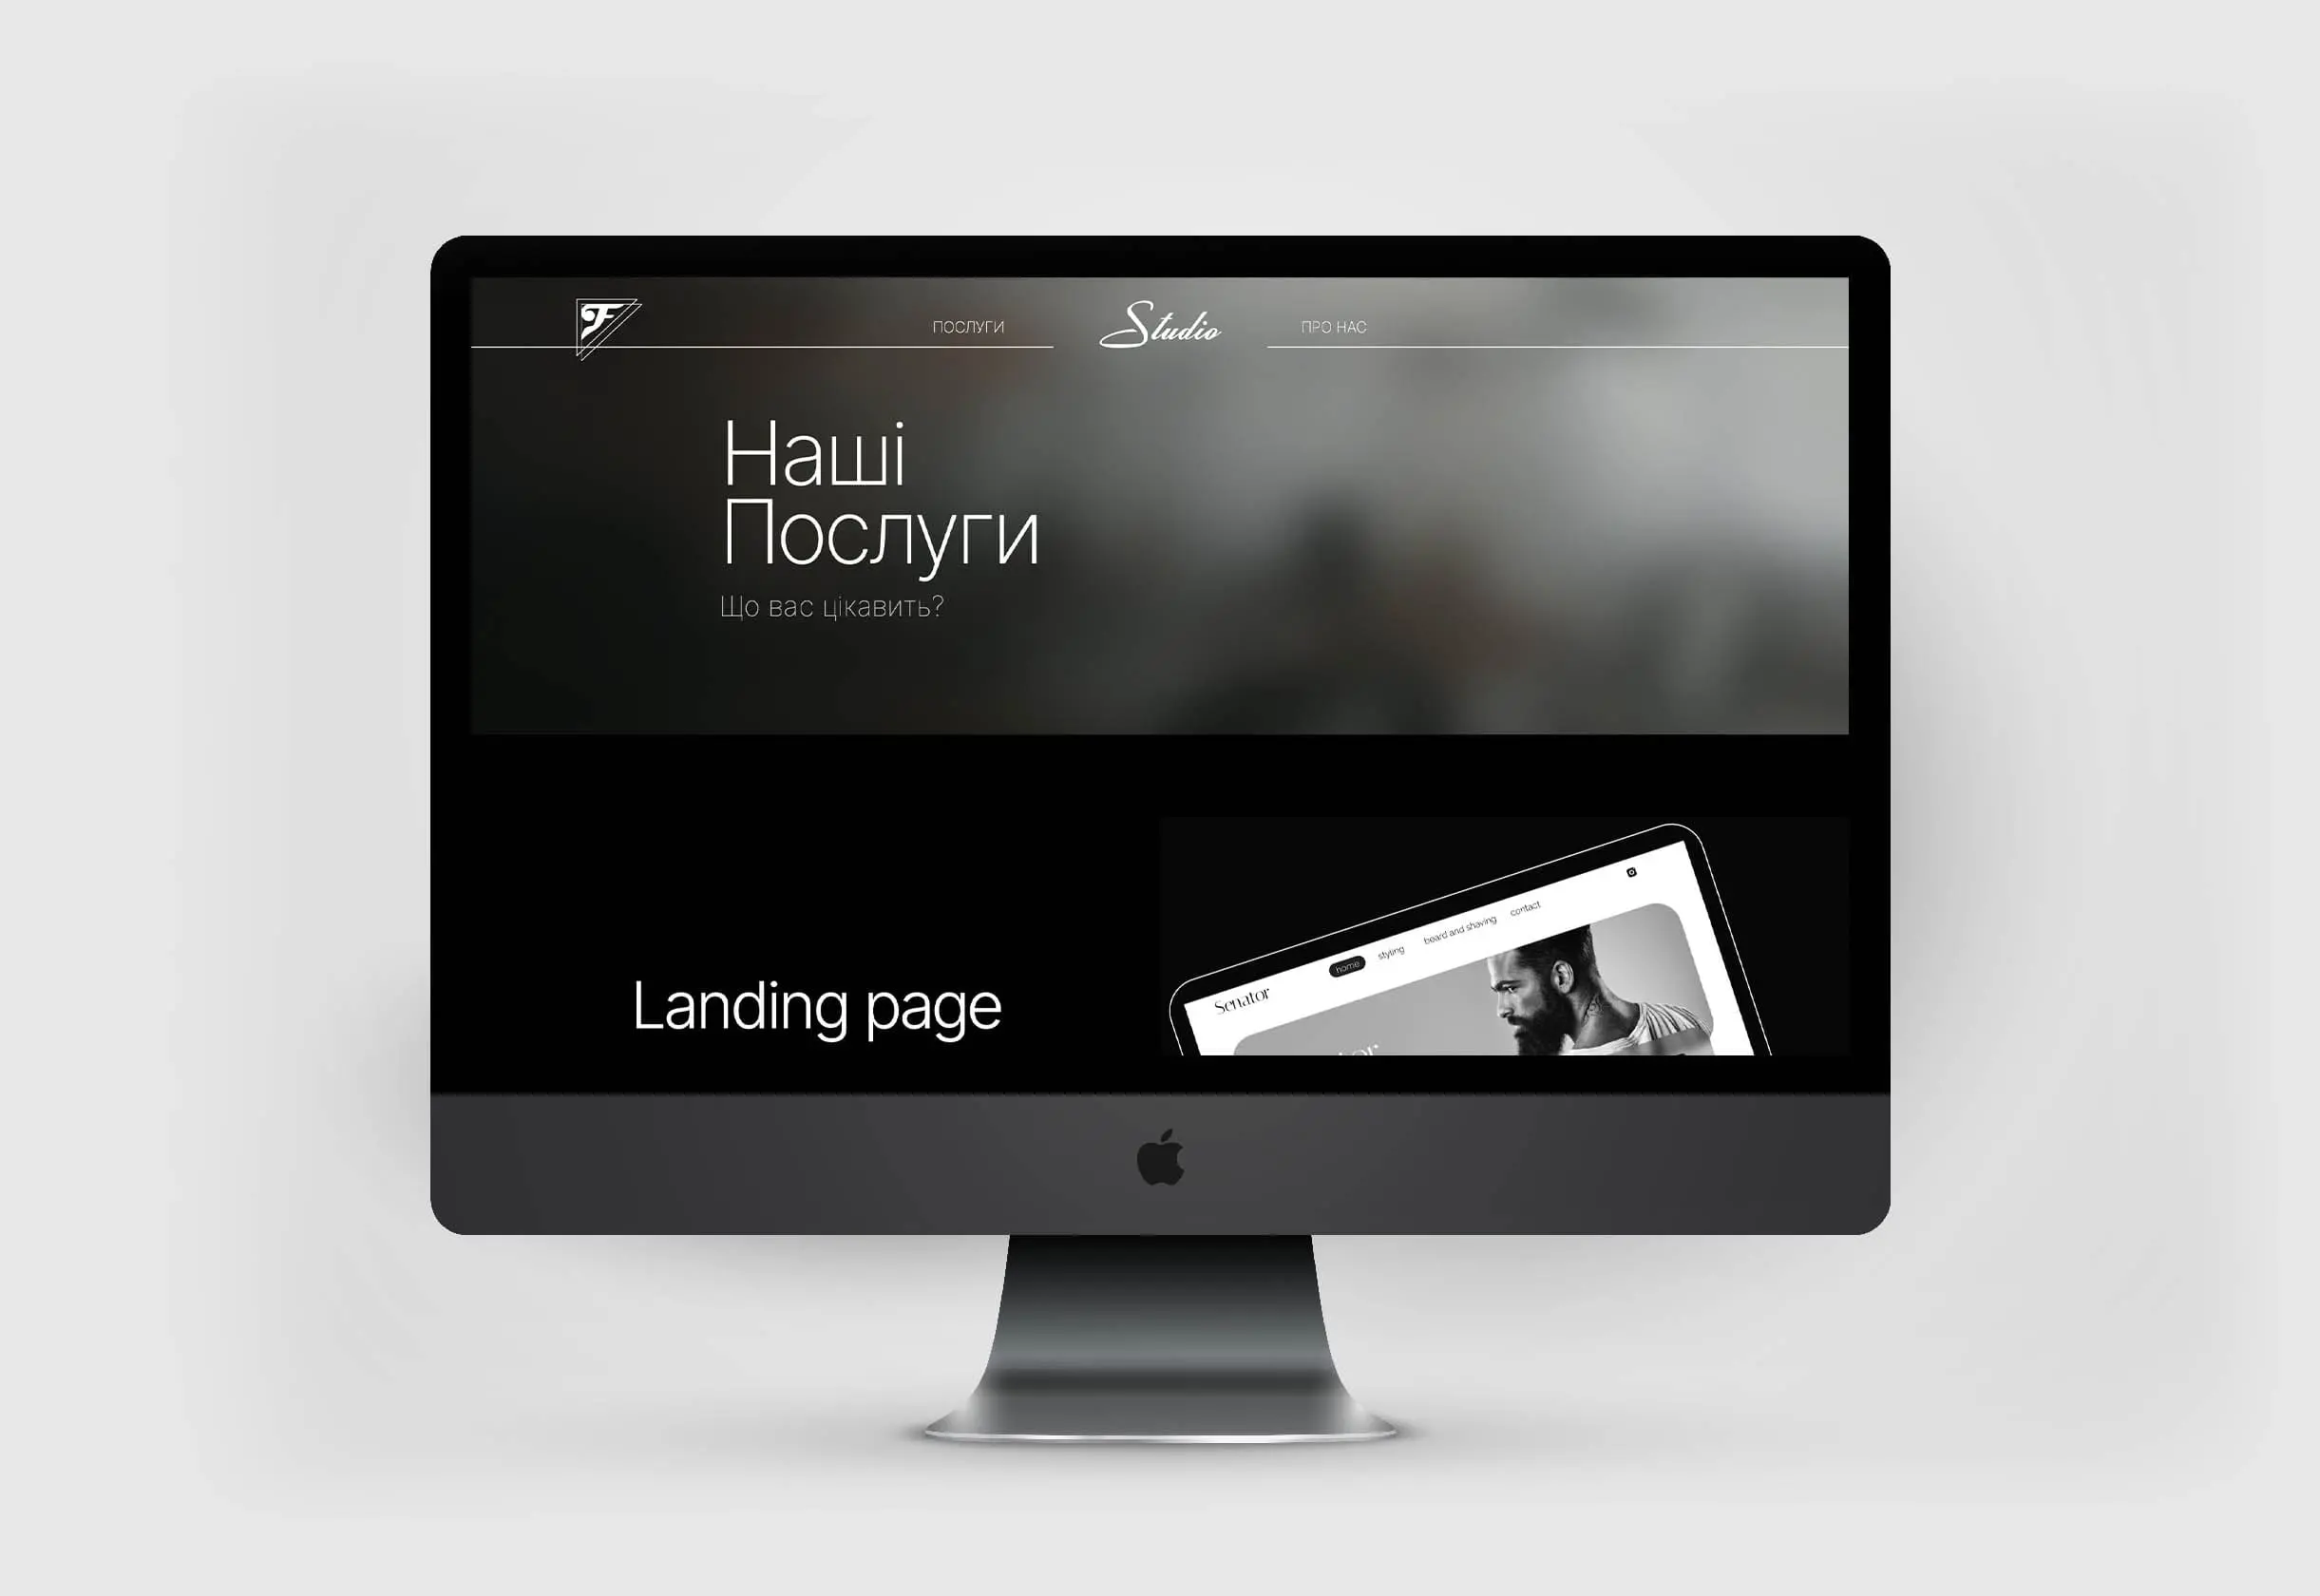 ПОСЛУГИ
Studio
ПРО НАС
Наші
Послуги
Що вас цікавить?
Landing page
Senator
home
styling
beard and shaving
contact